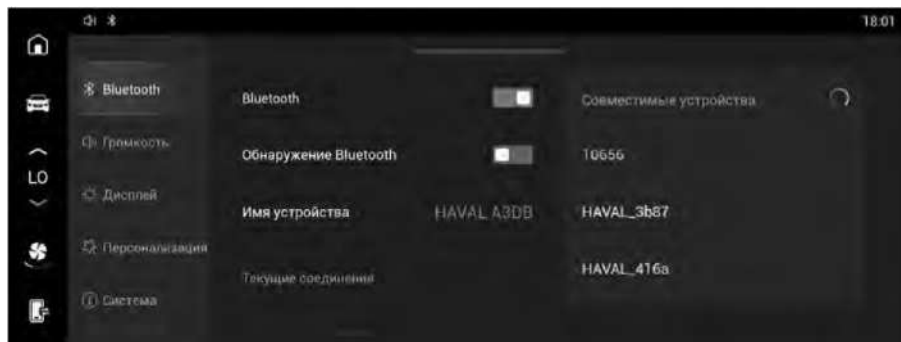 18:01
LO
Bluetooth
Громкость
Дисплей
Персонализация
Система
Bluetooth
Обнаружение Bluetooth
Имя устройства HAVAL A3DB
Текущие соединения
Совместимые устройства
10656
HAVAL_3b87
HAVAL_416a